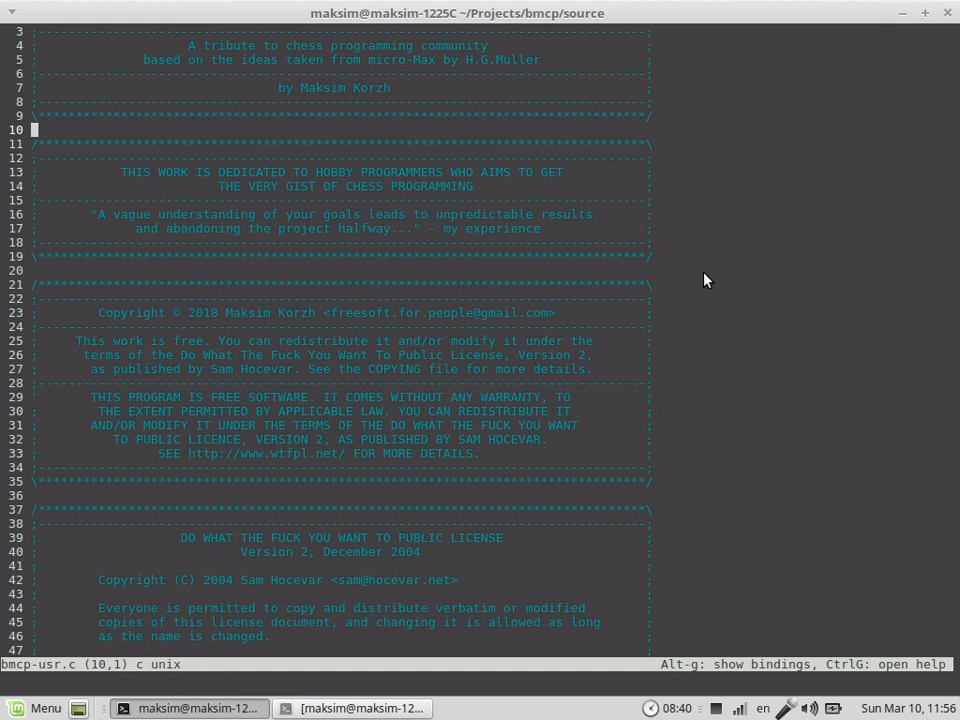 maksim@maksim-1225C ~/Projects/bmcp/source
3 ;---------------------------------------------------------------------------------;
4 ; A tribute to chess programming community ;
5 ; based on the ideas taken from micro-Max by H.G.Muller ;
6 ;---------------------------------------------------------------------------------;
7 ; by Maksim Korzh ;
8 ;---------------------------------------------------------------------------------;
9 \*********************************************************************************/
10
11 /*********************************************************************************\
12 ;---------------------------------------------------------------------------------;
13 ; THIS WORK IS DEDICATED TO HOBBY PROGRAMMERS WHO AIMS TO GET ;
14 ; THE VERY GIST OF CHESS PROGRAMMING ;
15 ;---------------------------------------------------------------------------------;
16 ; "A vague understanding of your goals leads to unpredictable results ;
17 ; and abandoning the project halfway..." - my experience ;
18 ;---------------------------------------------------------------------------------;
19 \*********************************************************************************/
20
21 /*********************************************************************************\
22 ;---------------------------------------------------------------------------------;
23 ; Copyright © 2018 Maksim Korzh <freesoft.for.people@gmail.com> ;
24 ;---------------------------------------------------------------------------------;
25 ; This work is free. You can redistribute it and/or modify it under the ;
26 ; terms of the Do What The Fuck You Want To Public License, Version 2, ;
27 ; as published by Sam Hocevar. See the COPYING file for more details. ;
28 ;---------------------------------------------------------------------------------;
29 ' THIS PROGRAM IS FREE SOFTWARE. IT COMES WITHOUT ANY WARRANTY, TO ;
30 ; THE EXTENT PERMITTED BY APPLICABLE LAW. YOU CAN REDISTRIBUTE IT ;
31 ; AND/OR MODIFY IT UNDER THE TERMS OF THE DO WHAT THE FUCK YOU WANT ;
32 ; TO PUBLIC LICENCE, VERSION 2, AS PUBLISHED BY SAM HOCEVAR. ;
33 ; SEE http://www.wtfpl.net/ FOR MORE DETAILS. ;
34 ;---------------------------------------------------------------------------------;
35 \*********************************************************************************/
36
37 /*********************************************************************************\
38 ;---------------------------------------------------------------------------------;
39 ; DO WHAT THE FUCK YOU WANT TO PUBLIC LICENSE ;
40 ; Version 2, December 2004 ;
41 ; ;
42 ; Copyright (C) 2004 Sam Hocevar <sam@hocevar.net> ;
43 ; ;
44 ; Everyone is permitted to copy and distribute verbatim or modified ;
45 ; copies of this license document, and changing it is allowed as long ;
46 ; as the name is changed. ;
47 ; ;
bmcp-usr.c (10,1) c unix Alt-g: show bindings, CtrlG: open help
Menu maksim@maksim-12... [maksim@maksim-12... 08:40 en Sun Mar 10, 11:56